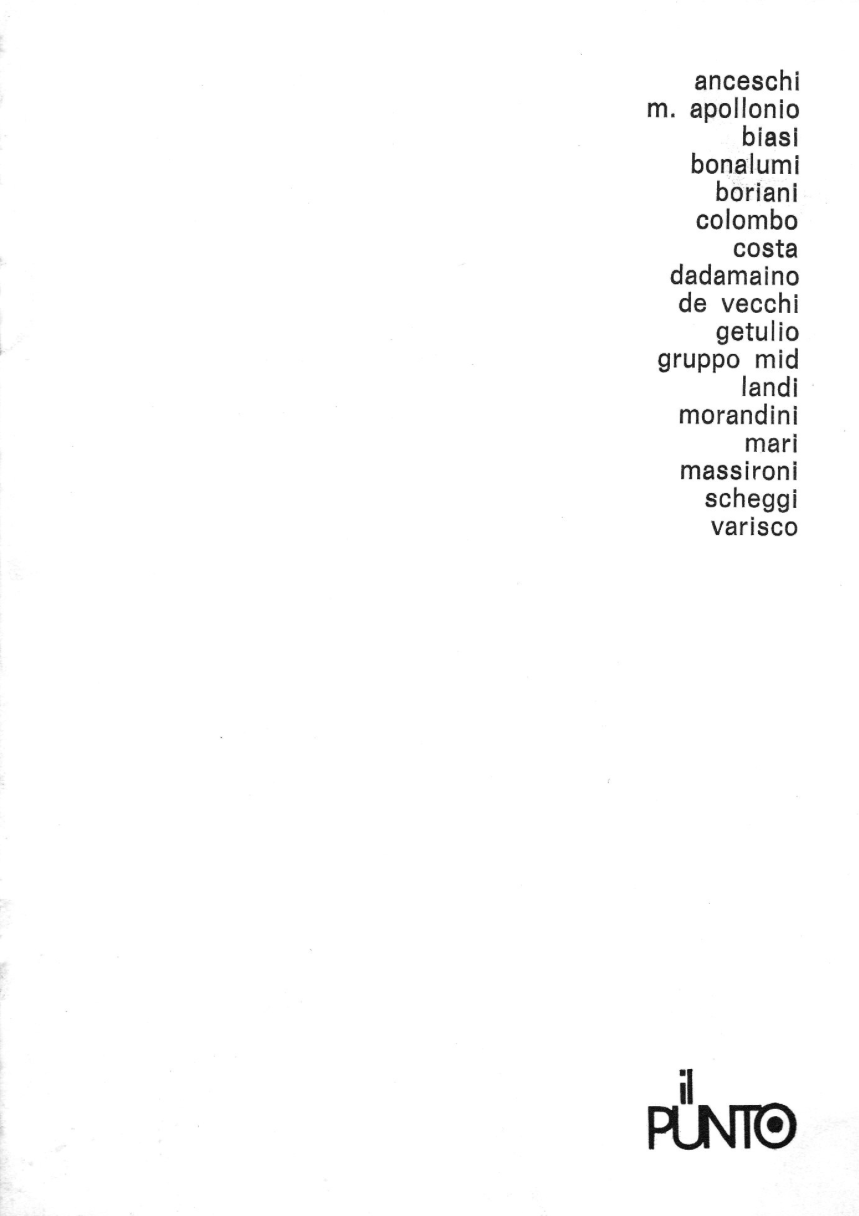 anceschi
m. apollonio
biasi
bonalumi
boriani
colombo
costa
dadamaino
de vecchi
getulio
gruppo mid
landi
morandini
mari
massironi
scheggi
varisco
il
PUNTO